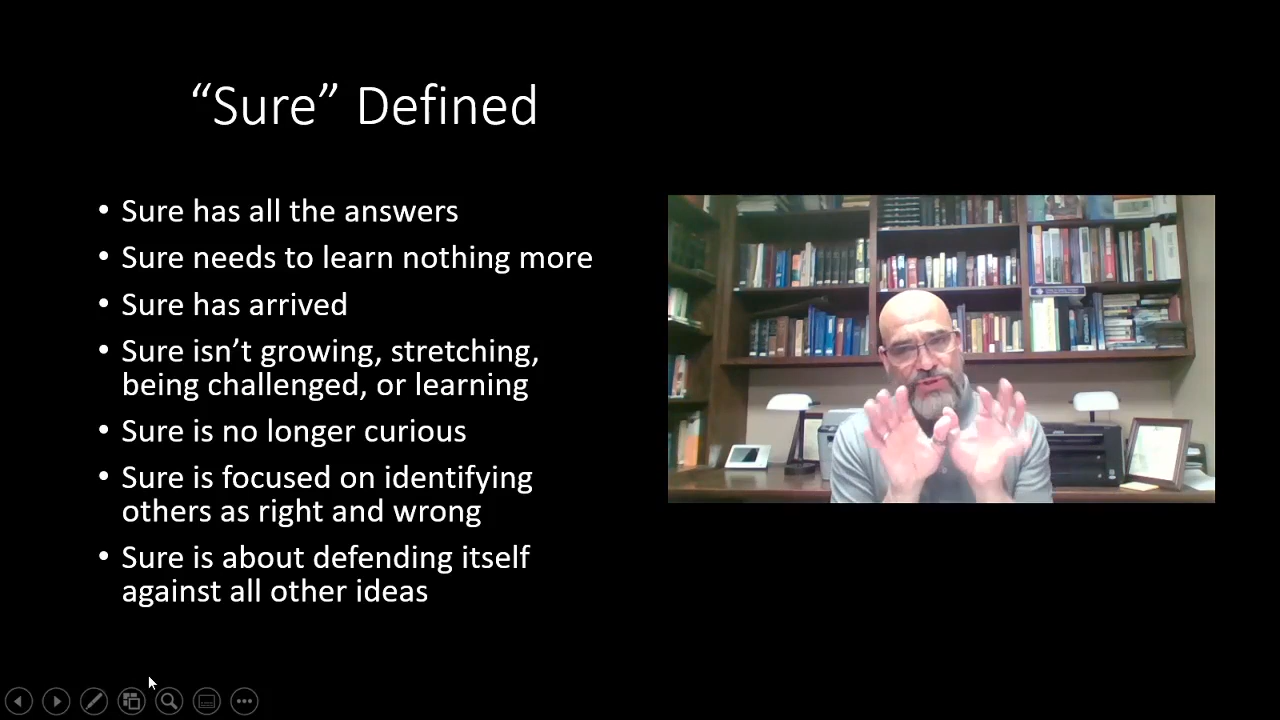 “Sure” Defined
• Sure has all the answers
• Sure needs to learn nothing more
• Sure has arrived
• Sure isn’t growing, stretching,
being challenged, or learning
• Sure is no longer curious
• Sure is focused on identifying
others as right and wrong
• Sure is about defending itself
against all other ideas